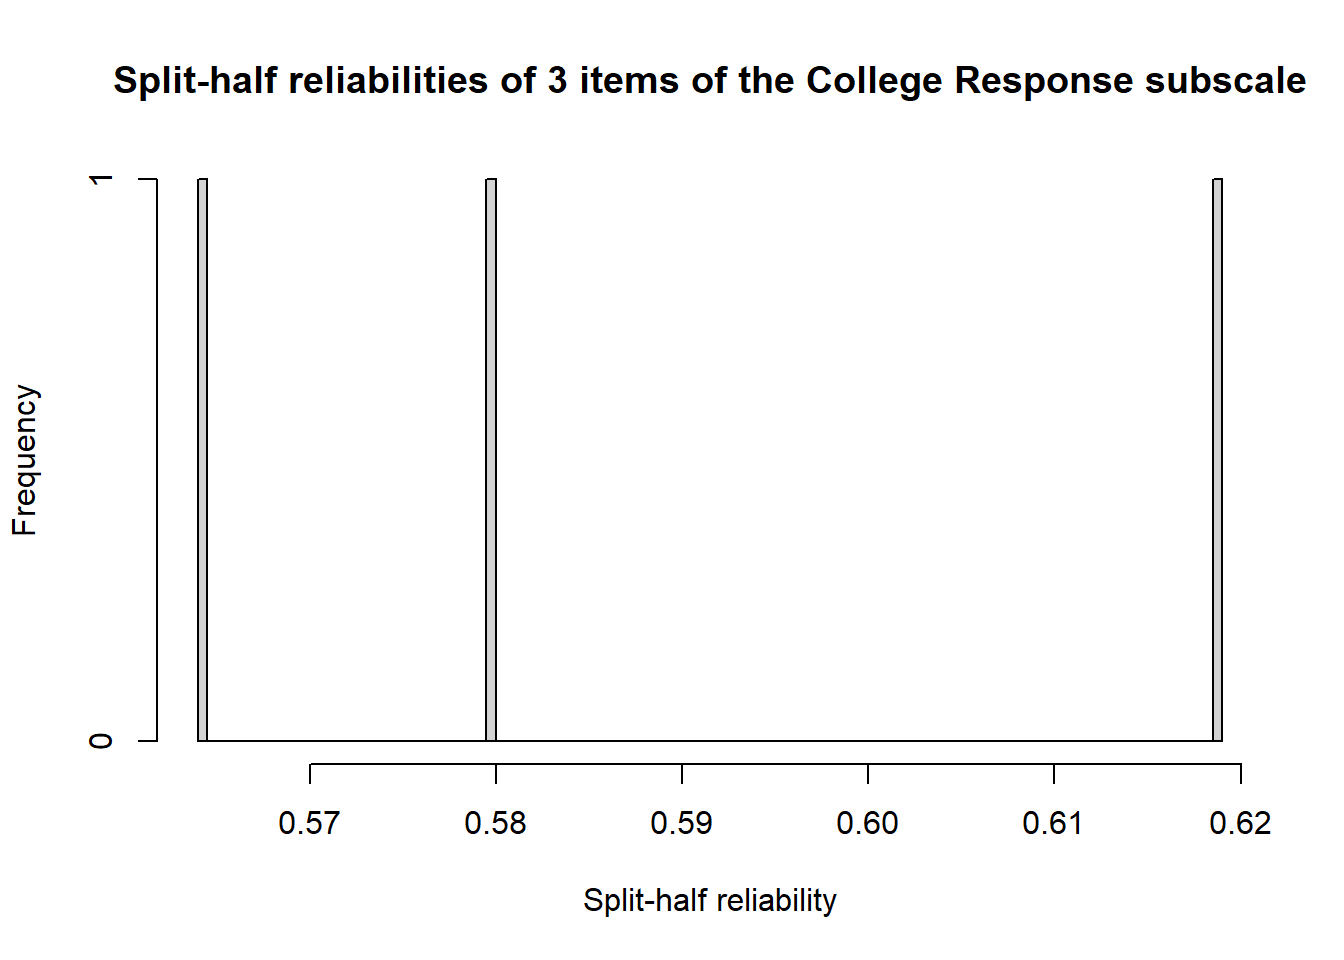 Split-half reliabilities of 3 items of the College Response subscale
1
0
Frequency
0.57 0.58 0.59 0.60 0.61 0.62
Split-half reliability